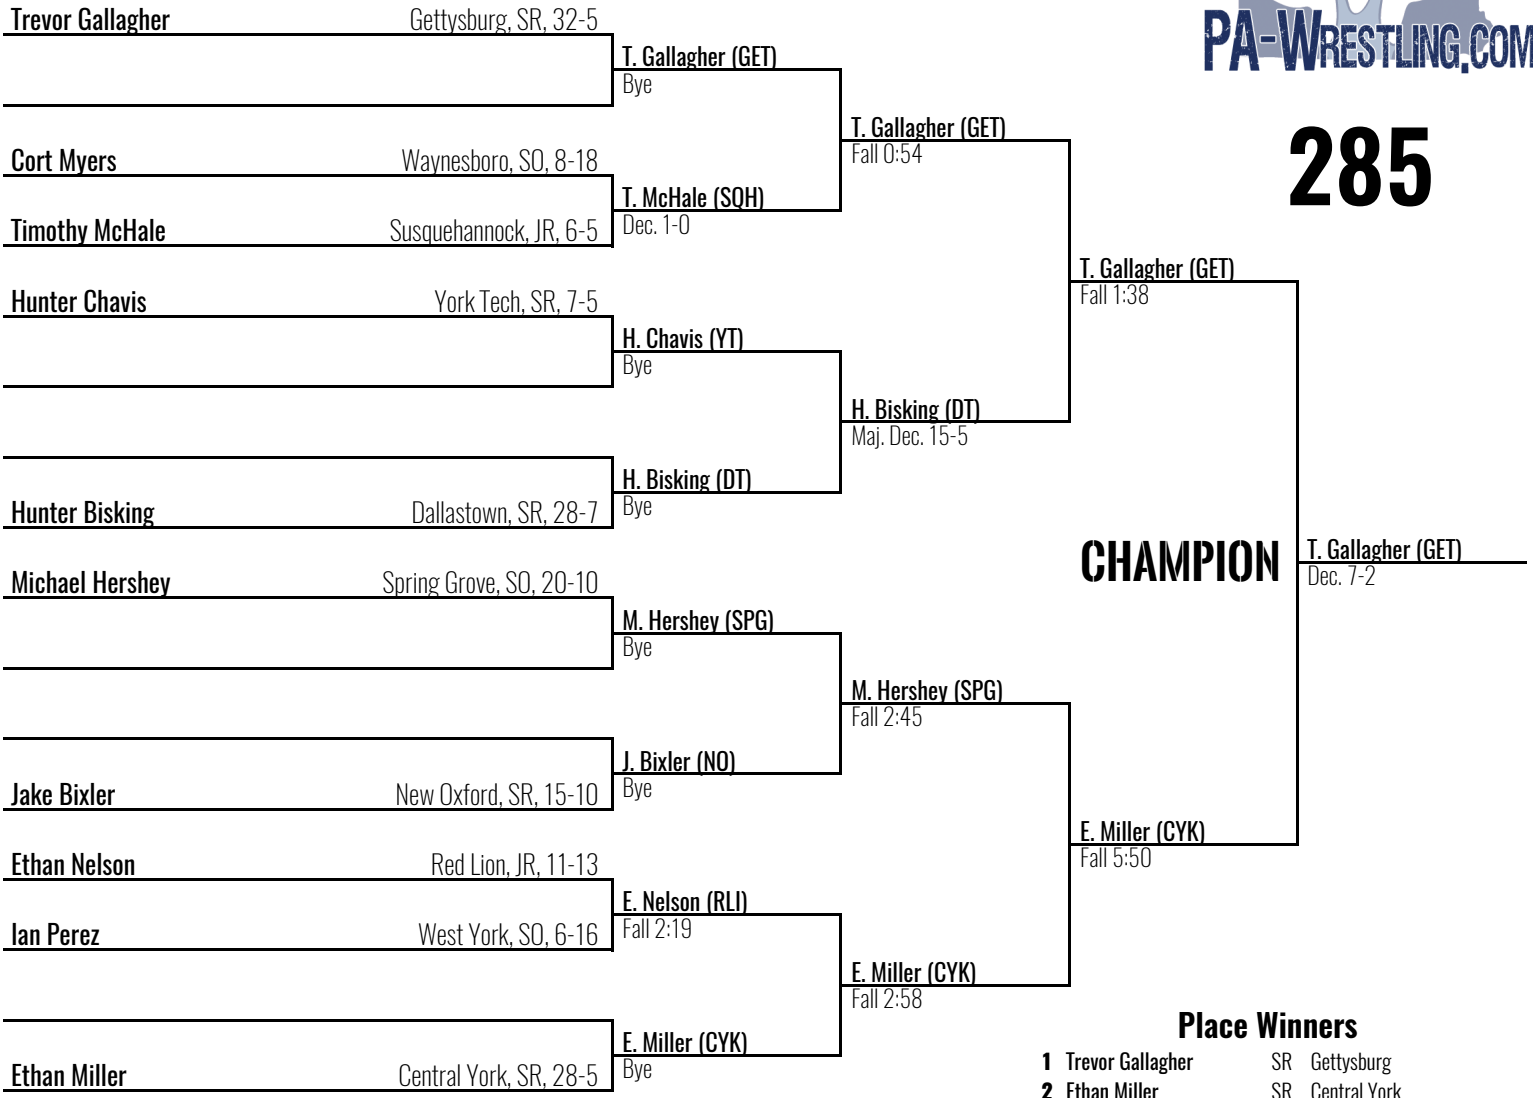 PA-WRESTLING.COM
285
Trevor Gallagher Gettysburg, SR, 32-5
Cort Myers Waynesboro, SO, 8-18
Timothy McHale Susquehannock, JR, 6-5
Hunter Chavis York Tech, SR, 7-5
Hunter Bisking Dallastown, SR, 28-7
Michael Hershey Spring Grove, SO, 20-10
Jake Bixler New Oxford, SR, 15-10
Ethan Nelson Red Lion, JR, 11-13
Ian Perez West York, SO, 6-16
Ethan Miller Central York, SR, 28-5
T. Gallagher (GET)
Bye
T. McHale (SQH)
Dec. 1-0
H. Chavis (YT)
Bye
H. Bisking (DT)
Bye
M. Hershey (SPG)
Bye
J. Bixler (NO)
Bye
E. Nelson (RLI)
Fall 2:19
E. Miller (CYK)
Bye
T. Gallagher (GET)
Fall 0:54
H. Bisking (DT)
Maj. Dec. 15-5
M. Hershey (SPG)
Fall 2:45
E. Miller (CYK)
Fall 2:58
T. Gallagher (GET)
Fall 1:38
E. Miller (CYK)
Fall 5:50
CHAMPION
T. Gallagher (GET)
Dec. 7-2
Place Winners
1 Trevor Gallagher SR Gettysburg
2 Ethan Miller SR Central York